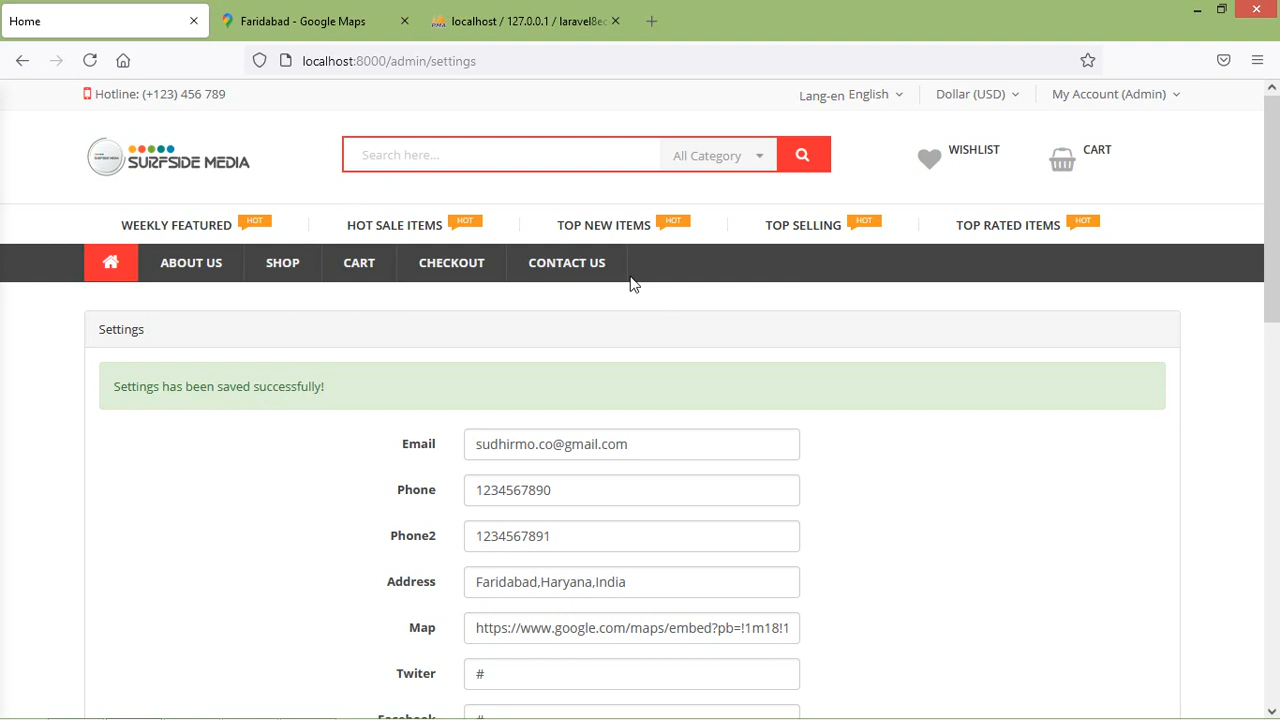 Home
Faridabad - Google Maps
localhost / 127.0.0.1 / laravel8ec
localhost:8000/admin/settings
Hotline: (+123) 456 789
Lang-en English
Dollar (USD)
My Account (Admin)
SURFSIDE MEDIA
Search here...
All Category
WISHLIST
CART
WEEKLY FEATURED HOT
HOT SALE ITEMS HOT
TOP NEW ITEMS HOT
TOP SELLING HOT
TOP RATED ITEMS HOT
ABOUT US
SHOP
CART
CHECKOUT
CONTACT US
Settings
Settings has been saved successfully!
Email sudhirmo.co@gmail.com
Phone 1234567890
Phone2 1234567891
Address Faridabad,Haryana,India
Map https://www.google.com/maps/embed?pb=!1m18!1
Twiter #
Facebook #